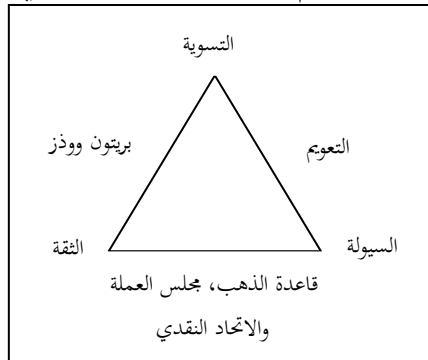 التسوية
بريتون ووذز
التعويم
الثقة
السيولة
قاعدة الذهب، مجلس العملة
والاتحاد النقدي